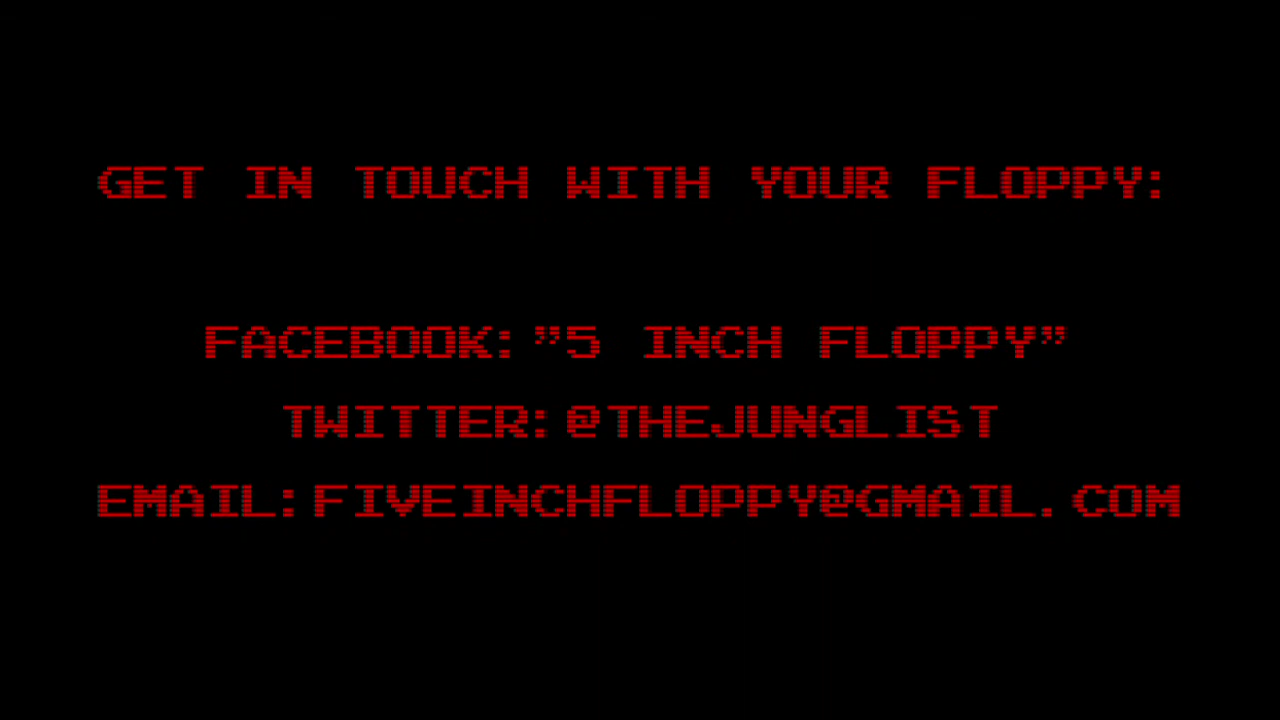 GET IN TOUCH WITH YOUR FLOPPY:
FACEBOOK:”5 INCH FLOPPY”
TWITTER:@THEJUNGLIST
EMAIL:FIVEINCHFLOPPY@GMAIL.COM